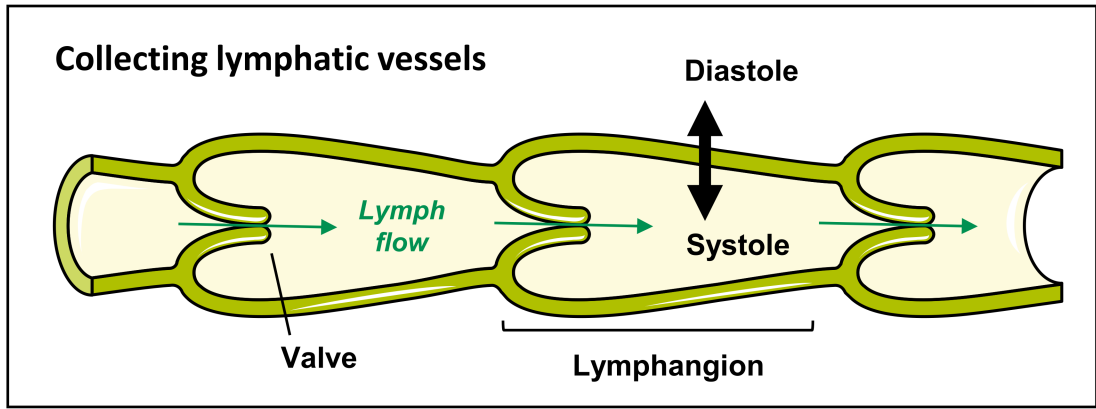 Collecting lymphatic vessels
Diastole
Lymph
flow
Systole
Valve
Lymphangion